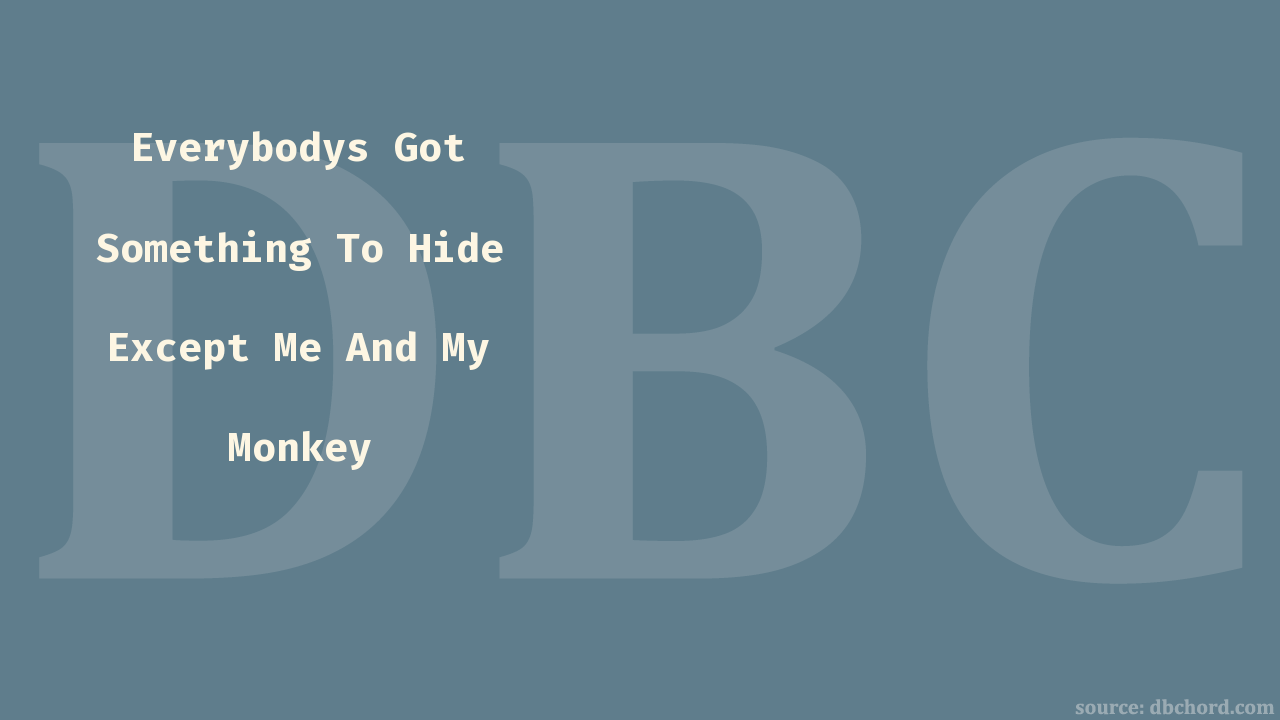 DBC
Everybodys Got
Something To Hide
Except Me And My
Monkey
source: dbchord.com